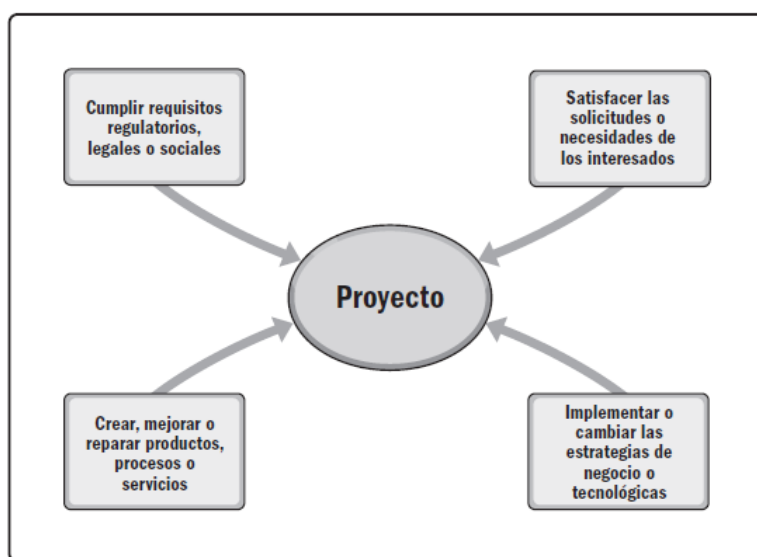 Cumplir requisitos
regulatorios,
legales o sociales
Satisfacer las
solicitudes o
necesidades de
los interesados
Proyecto
Crear, mejorar o
reparar productos,
procesos o
servicios
Implementar o
cambiar las
estrategias de
negocio o
tecnológicas